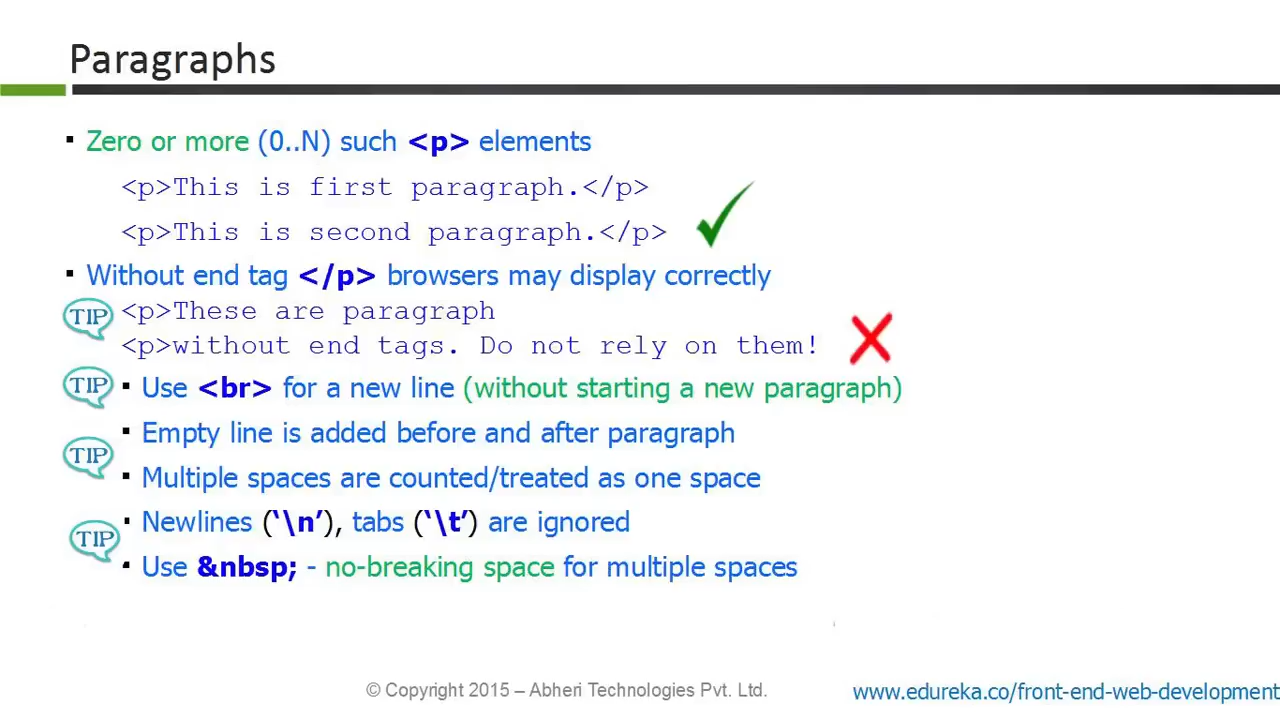 Paragraphs
▪ Zero or more (0..N) such <p> elements
<p>This is first paragraph.</p>
<p>This is second paragraph.</p>
▪ Without end tag </p> browsers may display correctly
TIP <p>These are paragraph
<p>without end tags. Do not rely on them!
TIP ▪ Use <br> for a new line (without starting a new paragraph)
▪ Empty line is added before and after paragraph
TIP
▪ Multiple spaces are counted/treated as one space
▪ Newlines (‘\n’), tabs (‘\t’) are ignored
TIP
▪ Use &nbsp; - no-breaking space for multiple spaces
© Copyright 2015 – Abheri Technologies Pvt. Ltd.
www.edureka.co/front-end-web-development